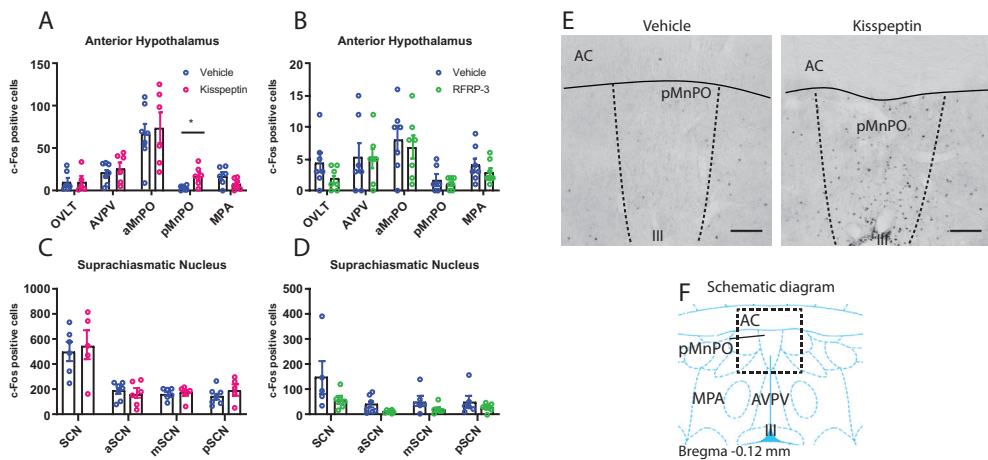 A
Anterior Hypothalamus
c-Fos positive cells
150
100
50
0
Vehicle
Kisspeptin
*
OVLT
AVPV
aMnPO
pMnPO
MPA
B
Anterior Hypothalamus
c-Fos positive cells
20
15
10
5
0
Vehicle
RFRP-3
OVLT
AVPV
aMnPO
pMnPO
MPA
C
Suprachiasmatic Nucleus
c-Fos positive cells
1000
800
600
400
200
0
SCN
aSCN
mSCN
pSCN
D
Suprachiasmatic Nucleus
c-Fos positive cells
500
400
300
200
100
0
SCN
aSCN
mSCN
pSCN
E
Vehicle
AC
pMnPO
III
Kisspeptin
AC
pMnPO
III
F
Schematic diagram
AC
pMnPO
MPA
AVPV
III
Bregma -0.12 mm